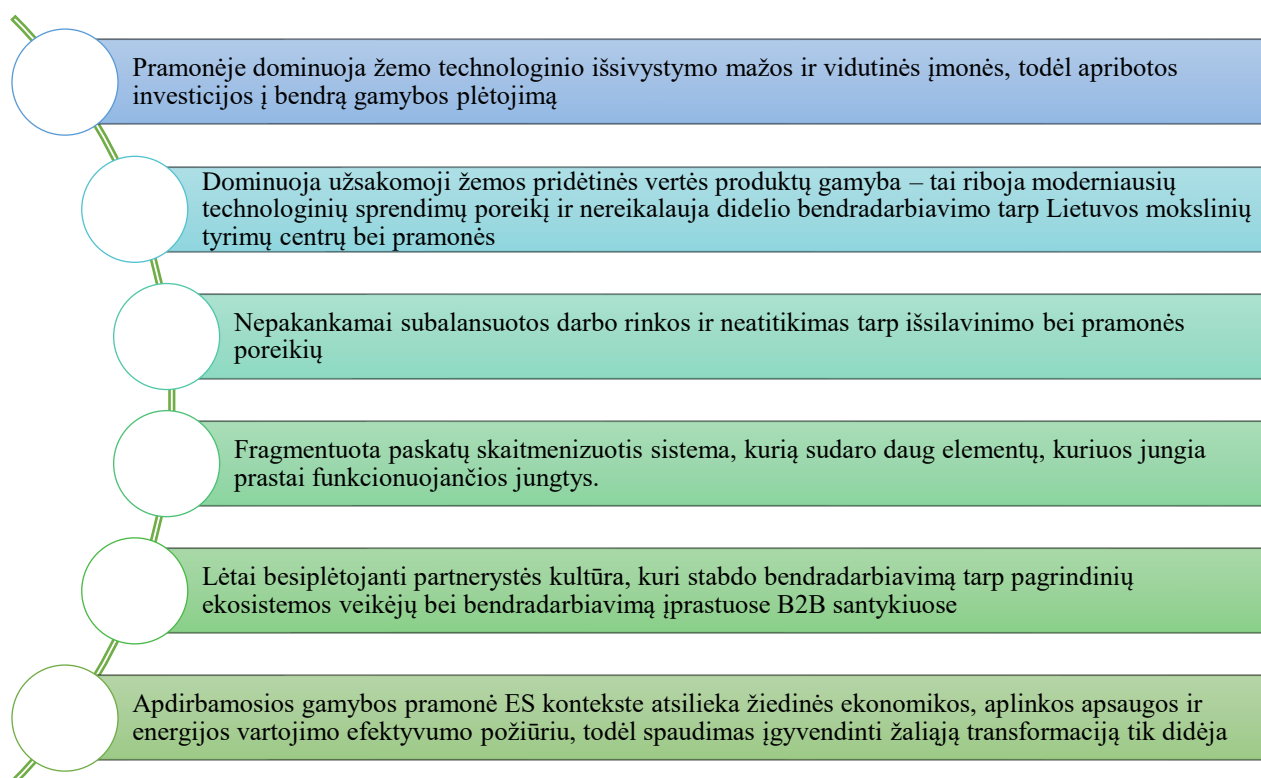 Pramonėje dominuoja žemo technologinio išsivystymo mažos ir vidutinės įmonės, todėl apribotos
investicijos į bendrą gamybos plėtojimą
Dominuoja užsakomoji žemos pridėtinės vertės produktų gamyba – tai riboja moderniausių
technologinių sprendimų poreikį ir nereikalauja didelio bendradarbiavimo tarp Lietuvos mokslinių
tyrimų centrų bei pramonės
Nepakankamai subalansuotos darbo rinkos ir neatitikimas tarp išsilavinimo bei pramonės
poreikių
Fragmentuota paskatų skaitmenizuotis sistema, kurią sudaro daug elementų, kuriuos jungia
prastai funkcionuojančios jungtys.
Lėtai besiplėtojanti partnerystės kultūra, kuri stabdo bendradarbiavimą tarp pagrindinių
ekosistemos veikėjų bei bendradarbiavimą įprastuose B2B santykiuose
Apdirbamosios gamybos pramonė ES kontekste atsilieka žiedinės ekonomikos, aplinkos apsaugos ir
energijos vartojimo efektyvumo požiūriu, todėl spaudimas įgyvendinti žaliąją transformaciją tik didėja